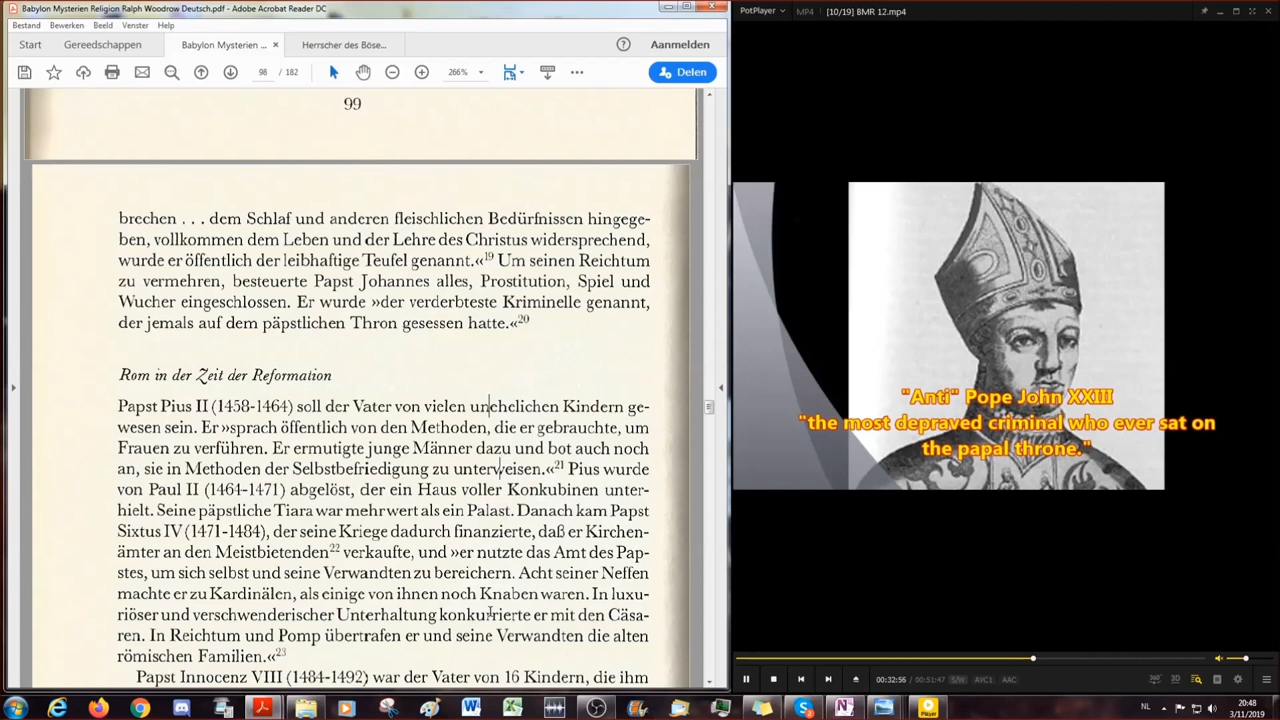 Babylon Mysterien Religion Ralph Woodrow Deutsch.pdf - Adobe Acrobat Reader DC
Bestand Bewerken Beeld Venster Help
Start Gereedschappen Babylon Mysterien ... × Herrscher des Böse... Aanmelden
98 / 182 266% Delen
99
brechen . . . dem Schlaf und anderen fleischlichen Bedürfnissen hingege-
ben, vollkommen dem Leben und der Lehre des Christus widersprechend,
wurde er öffentlich der leibhaftige Teufel genannt.«19 Um seinen Reichtum
zu vermehren, besteuerte Papst Johannes alles, Prostitution, Spiel und
Wucher eingeschlossen. Er wurde »der verderbteste Kriminelle genannt,
der jemals auf dem päpstlichen Thron gesessen hatte.«20
Rom in der Zeit der Reformation
Papst Pius II (1458-1464) soll der Vater von vielen unehelichen Kindern ge-
wesen sein. Er »sprach öffentlich von den Methoden, die er gebrauchte, um
Frauen zu verführen. Er ermutigte junge Männer dazu und bot auch noch
an, sie in Methoden der Selbstbefriedigung zu unterweisen.«21 Pius wurde
von Paul II (1464-1471) abgelöst, der ein Haus voller Konkubinen unter-
hielt. Seine päpstliche Tiara war mehr wert als ein Palast. Danach kam Papst
Sixtus IV (1471-1484), der seine Kriege dadurch finanzierte, daß er Kirchen-
ämter an den Meistbietenden22 verkaufte, und »er nutzte das Amt des Pap-
stes, um sich selbst und seine Verwandten zu bereichern. Acht seiner Neffen
machte er zu Kardinälen, als einige von ihnen noch Knaben waren. In luxu-
riöser und verschwenderischer Unterhaltung konkurrierte er mit den Cäsa-
ren. In Reichtum und Pomp übertrafen er und seine Verwandten die alten
römischen Familien.«23
Papst Innocenz VIII (1484-1492) war der Vater von 16 Kindern, die ihm
PotPlayer MP4 [10/19] BMR 12.mp4
"Anti" Pope John XXIII
"the most depraved criminal who ever sat on
the papal throne."
00:32:56 / 00:51:47 S/W AVC1 AAC
360° 3D
NL 20:48
3/11/2019